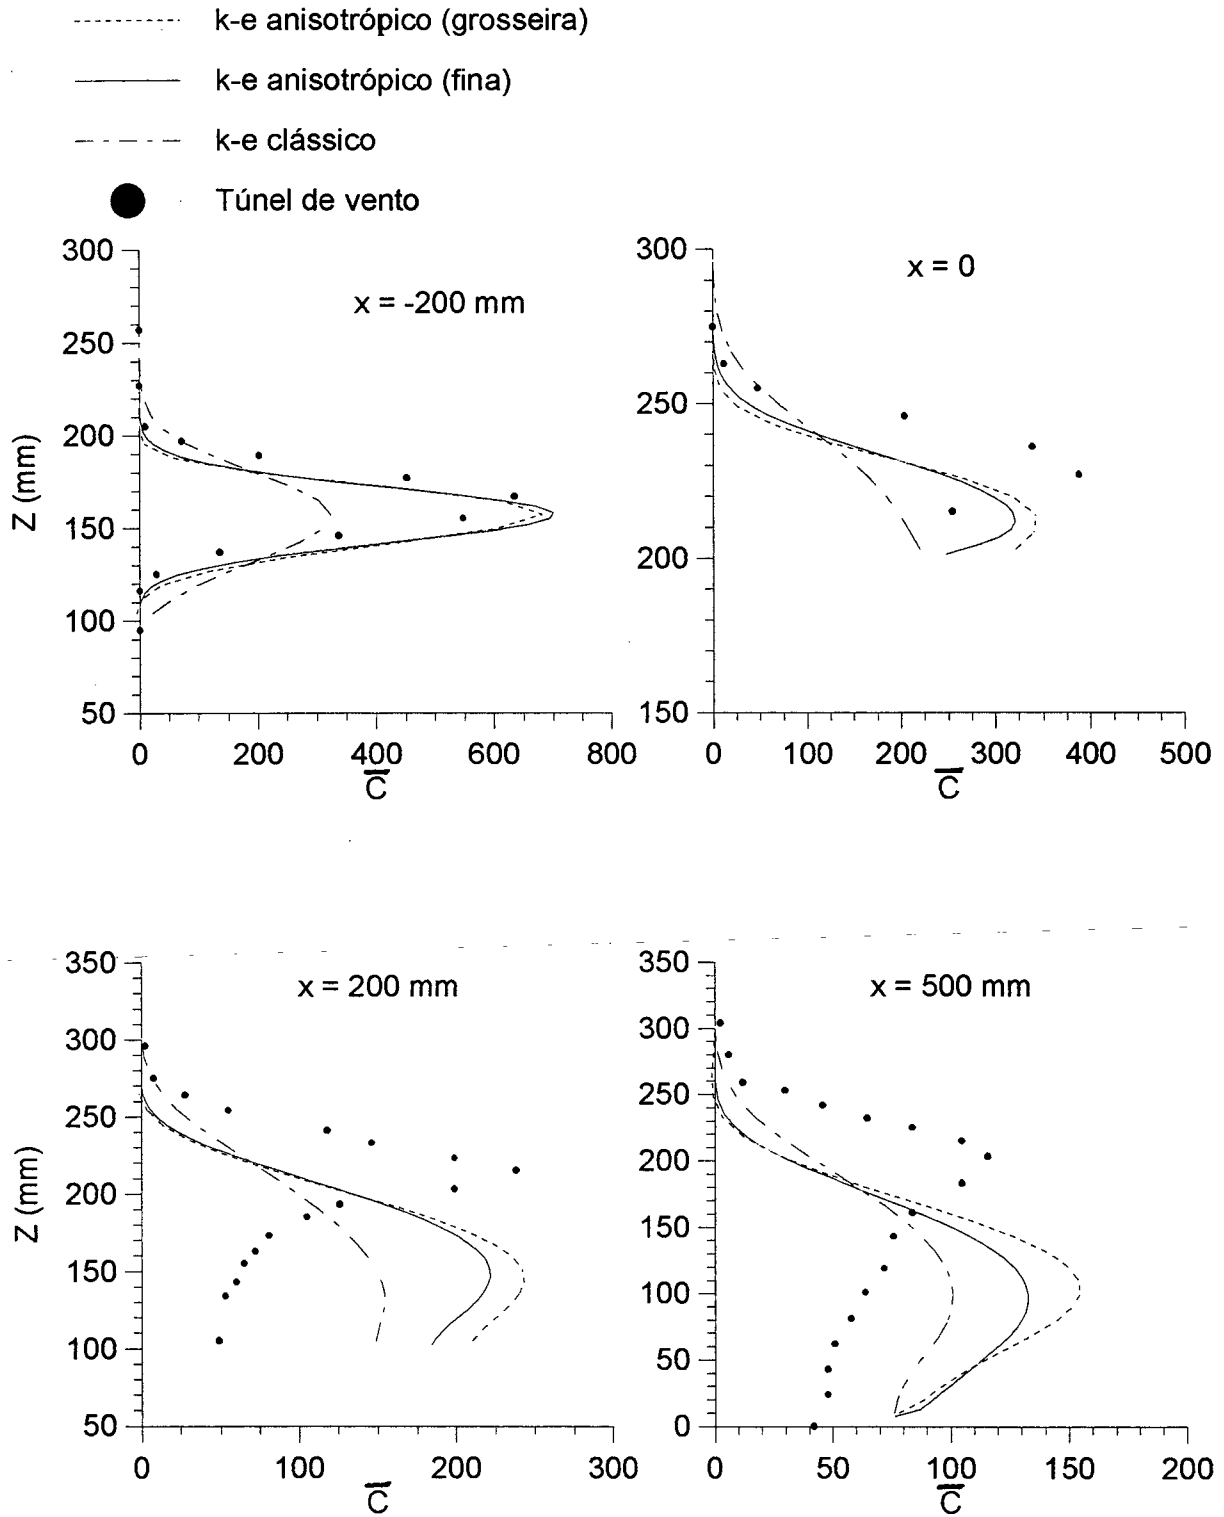 k-e anisotrópico (grosseira)
k-e anisotrópico (fina)
k-e clássico
Túnel de vento
x = -200 mm
300
250
200
150
100
50
Z (mm)
0 200 400 600 800
C̅
x = 0
300
250
200
150
0 100 200 300 400 500
C̅
x = 200 mm
350
300
250
200
150
100
50
Z (mm)
0 100 200 300
C̅
x = 500 mm
350
300
250
200
150
100
50
0
0 50 100 150 200
C̅